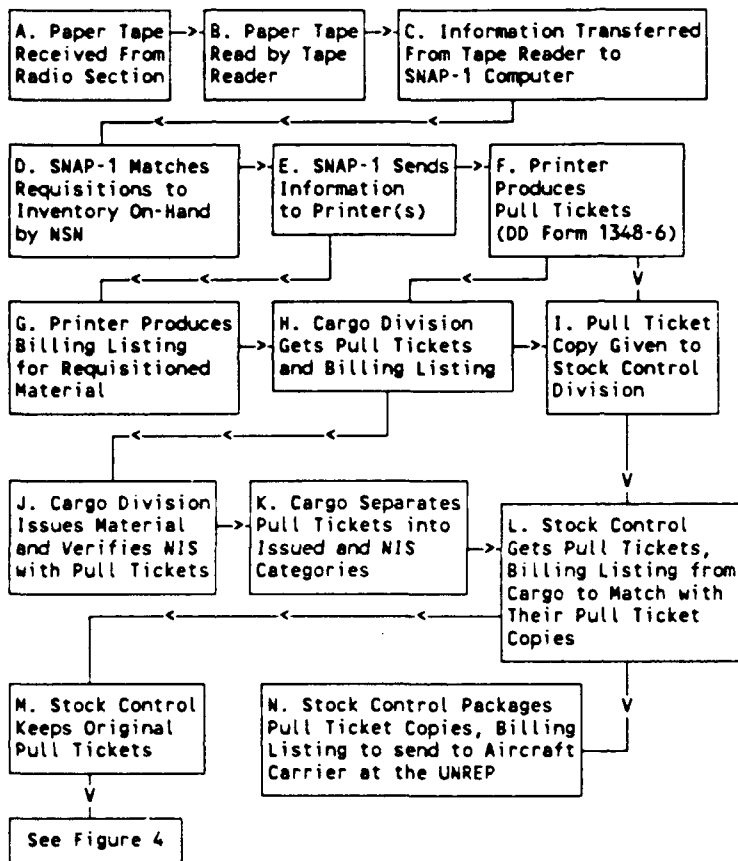 A. Paper Tape
Received From
Radio Section
B. Paper Tape
Read by Tape
Reader
C. Information Transferred
From Tape Reader to
SNAP-1 Computer
D. SNAP-1 Matches
Requisitions to
Inventory On-Hand
by NSN
E. SNAP-1 Sends
Information
to Printer(s)
F. Printer
Produces
Pull Tickets
(DD Form 1348-6)
G. Printer Produces
Billing Listing
for Requisitioned
Material
H. Cargo Division
Gets Pull Tickets
and Billing Listing
I. Pull Ticket
Copy Given to
Stock Control
Division
J. Cargo Division
Issues Material
and Verifies NIS
with Pull Tickets
K. Cargo Separates
Pull Tickets into
Issued and NIS
Categories
L. Stock Control
Gets Pull Tickets,
Billing Listing from
Cargo to Match with
Their Pull Ticket
Copies
M. Stock Control
Keeps Original
Pull Tickets
N. Stock Control Packages
Pull Ticket Copies, Billing
Listing to send to Aircraft
Carrier at the UNREP
See Figure 4